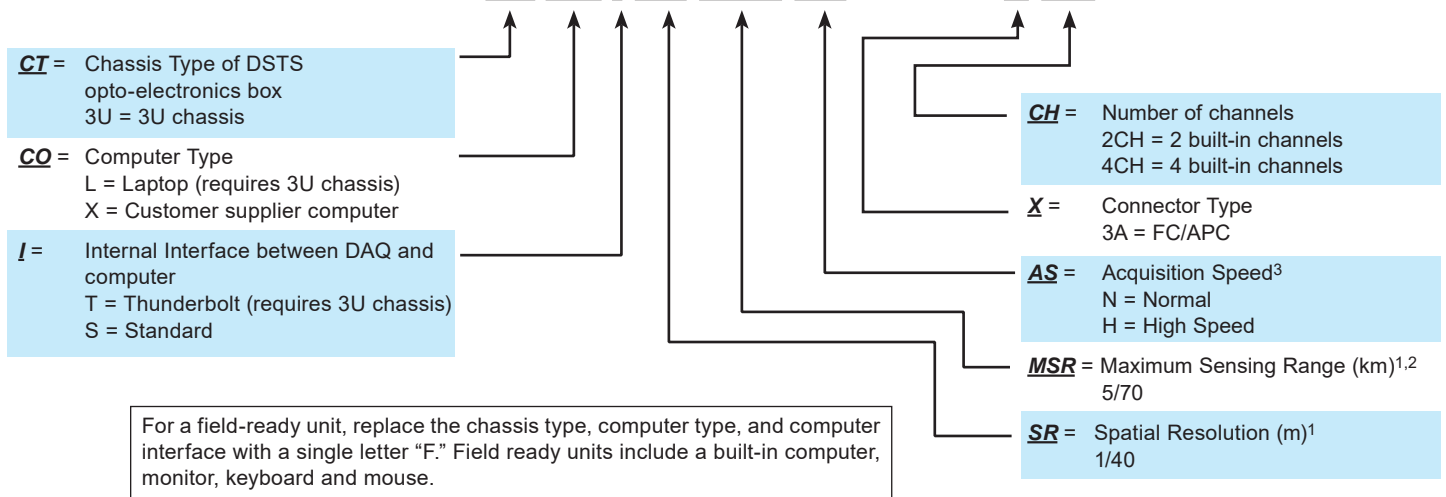 CT = Chassis Type of DSTS
opto-electronics box
3U = 3U chassis
CO = Computer Type
L = Laptop (requires 3U chassis)
X = Customer supplier computer
I = Internal Interface between DAQ and
computer
T = Thunderbolt (requires 3U chassis)
S = Standard
CH = Number of channels
2CH = 2 built-in channels
4CH = 4 built-in channels
X = Connector Type
3A = FC/APC
AS = Acquisition Speed3
N = Normal
H = High Speed
MSR = Maximum Sensing Range (km)1,2
5/70
SR = Spatial Resolution (m)1
1/40
For a field-ready unit, replace the chassis type, computer type, and computer
interface with a single letter “F.” Field ready units include a built-in computer,
monitor, keyboard and mouse.